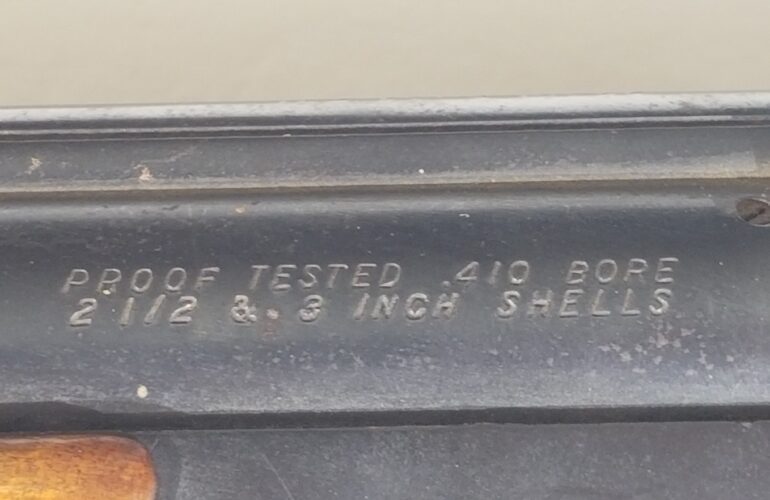 PROOF TESTED .410 BORE
2 1/2 & 3 INCH SHELLS